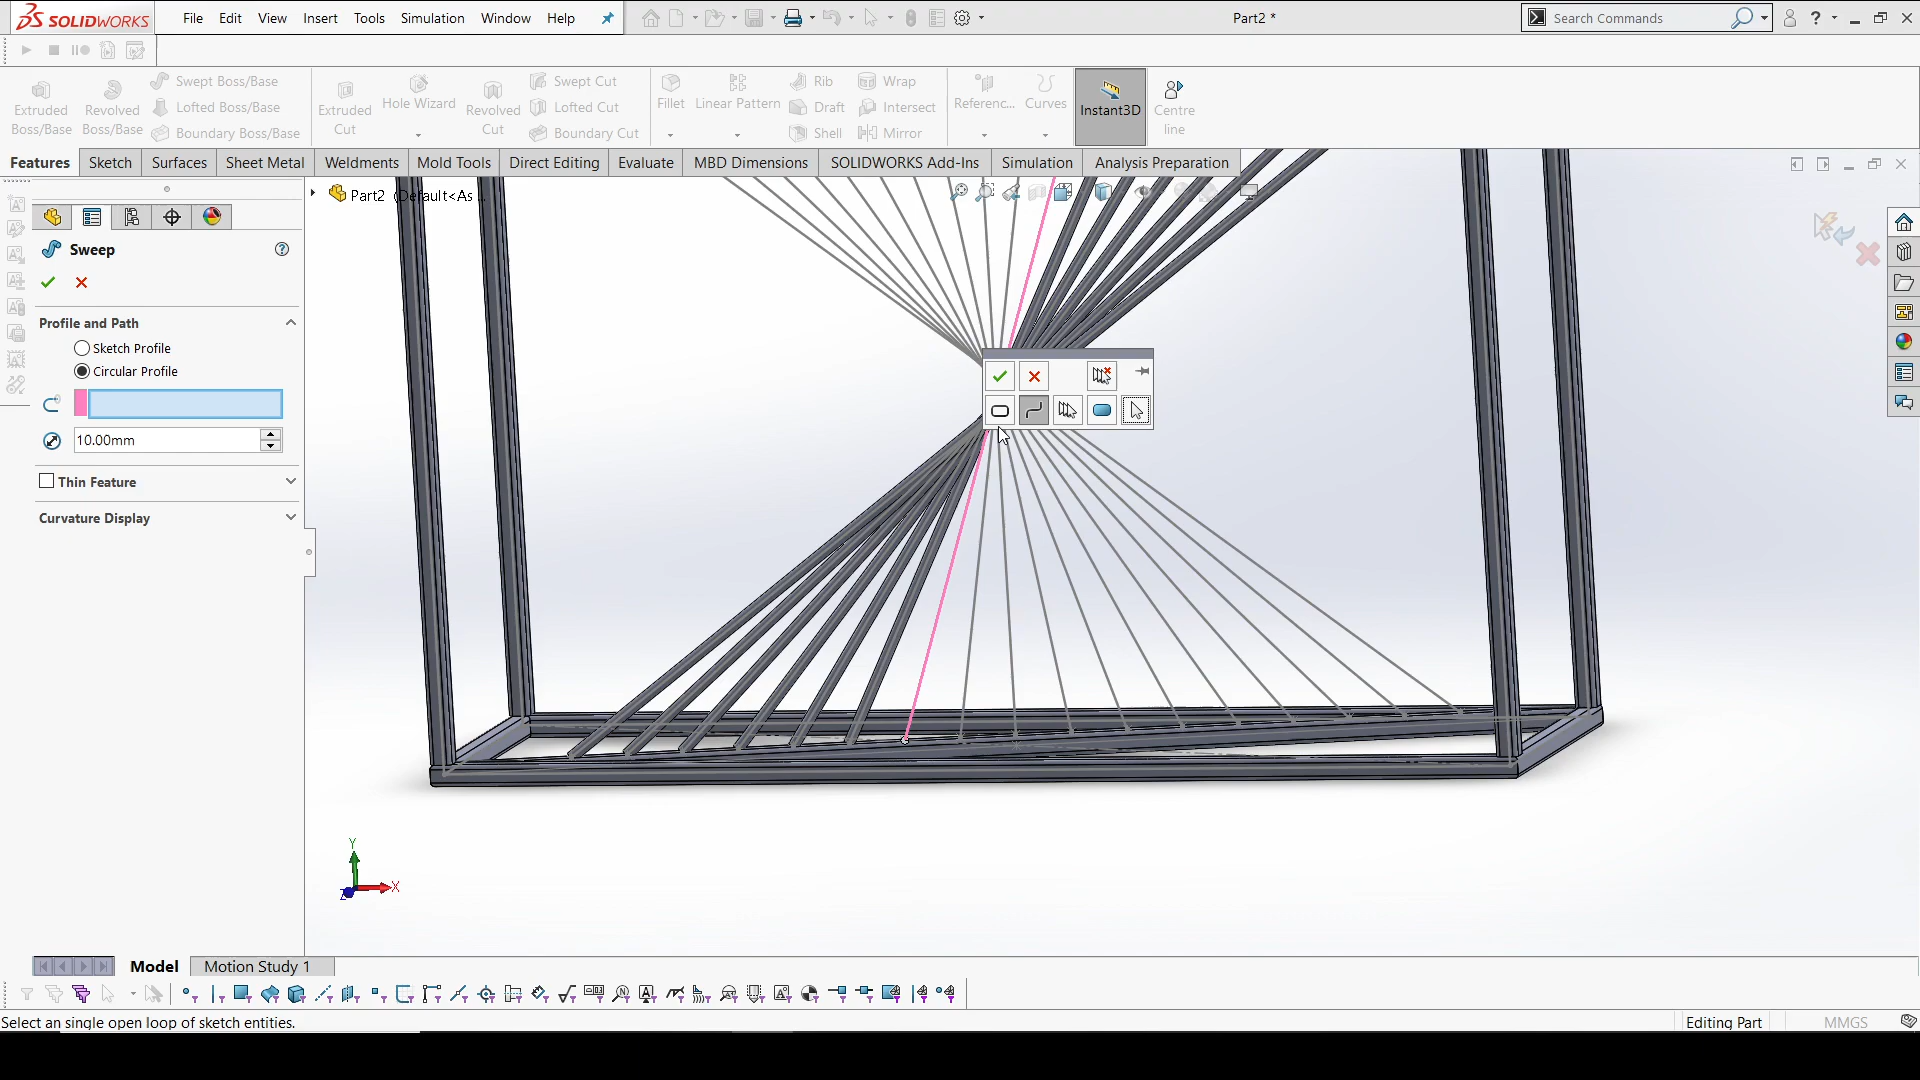 SOLIDWORKS
File Edit View Insert Tools Simulation Window Help
Part2 *
Search Commands
?
Extruded Boss/Base
Revolved Boss/Base
Swept Boss/Base
Lofted Boss/Base
Boundary Boss/Base
Extruded Cut
Hole Wizard
Revolved Cut
Swept Cut
Lofted Cut
Boundary Cut
Fillet
Linear Pattern
Rib
Draft
Shell
Wrap
Intersect
Mirror
Referenc...
Curves
Instant3D
Centre line
Features Sketch Surfaces Sheet Metal Weldments Mold Tools Direct Editing Evaluate MBD Dimensions SOLIDWORKS Add-Ins Simulation Analysis Preparation
Part2 (Default<As ...
Sweep
Profile and Path
Sketch Profile
Circular Profile
10.00mm
Thin Feature
Curvature Display
Y
X
Z
Model Motion Study 1
Select an single open loop of sketch entities.
Editing Part
MMGS